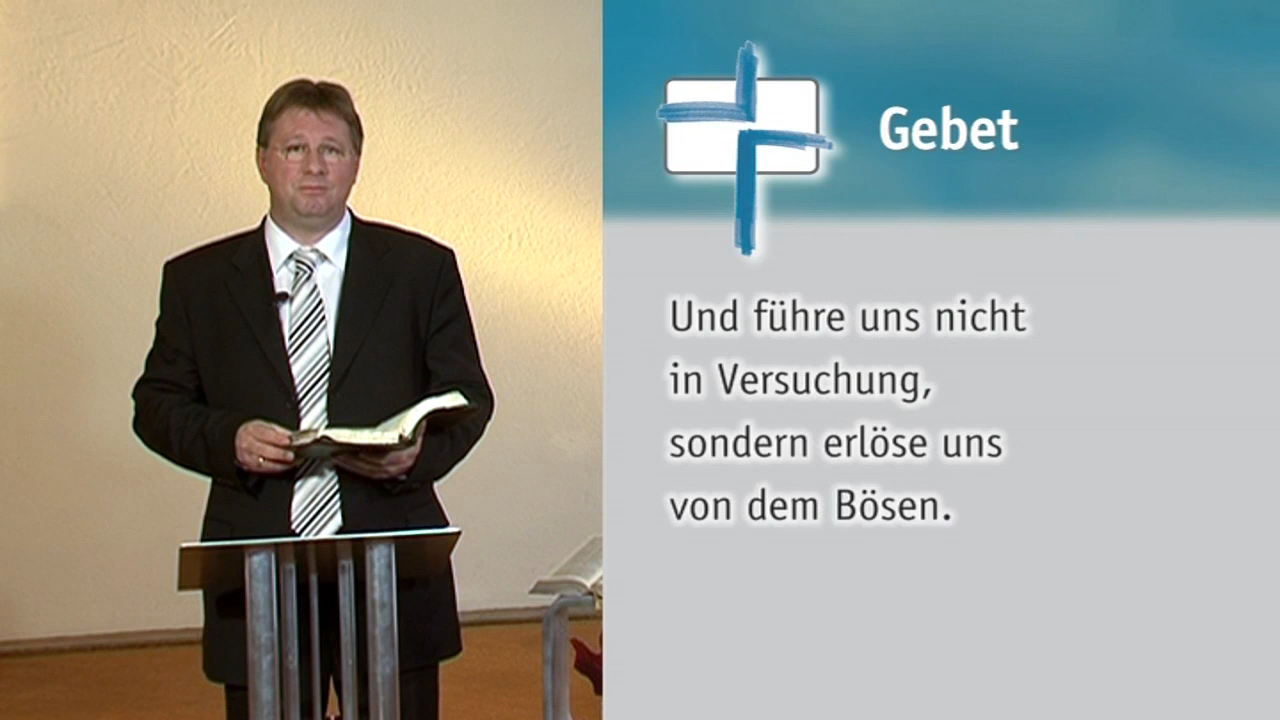 Gebet
Und führe uns nicht
in Versuchung,
sondern erlöse uns
von dem Bösen.